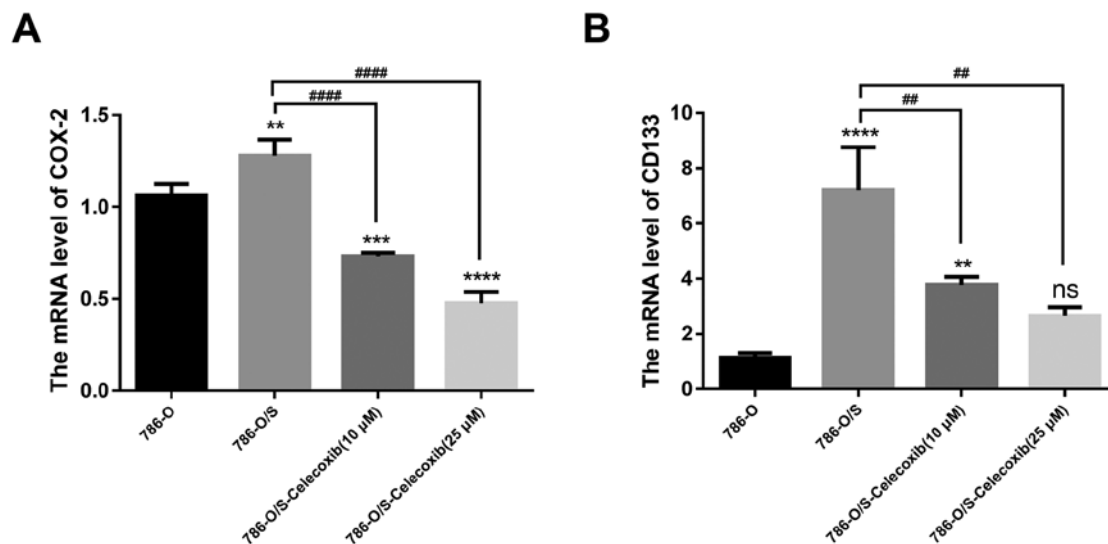 A
The mRNA level of COX-2
####
####
**
***
****
1.5
1.0
0.5
0.0
786-O
786-O/S
786-O/S-Celecoxib(10 μM)
786-O/S-Celecoxib(25 μM)
B
The mRNA level of CD133
##
##
****
**
ns
10
8
6
4
2
0
786-O
786-O/S
786-O/S-Celecoxib(10 μM)
786-O/S-Celecoxib(25 μM)